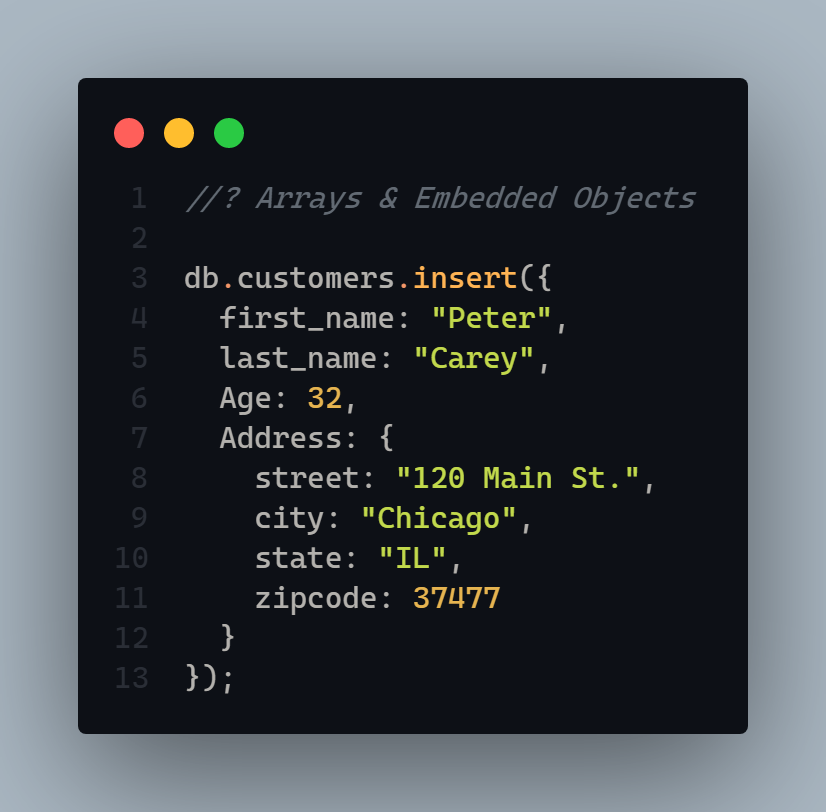 1 //? Arrays & Embedded Objects
2
3 db.customers.insert({
4   first_name: "Peter",
5   last_name: "Carey",
6   Age: 32,
7   Address: {
8     street: "120 Main St.",
9     city: "Chicago",
10     state: "IL",
11     zipcode: 37477
12   }
13 });